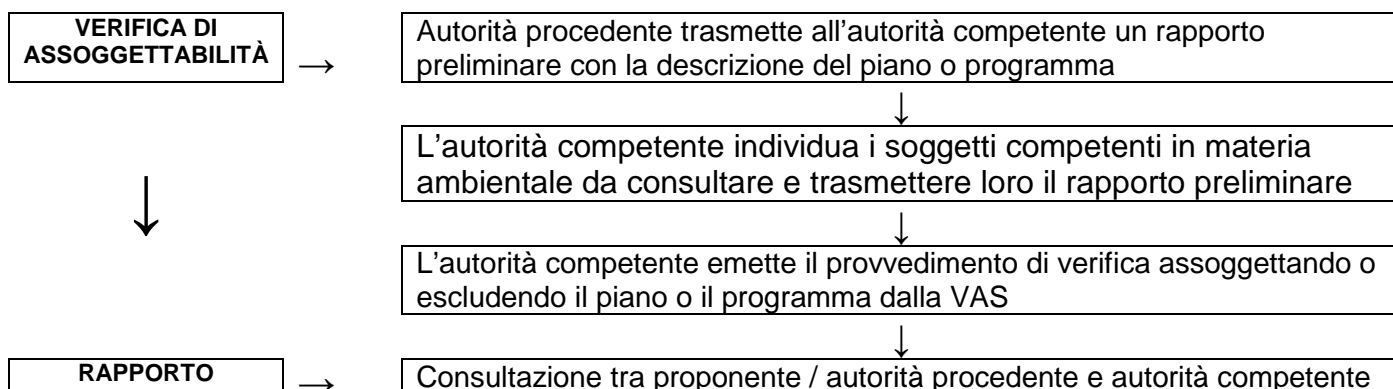 VERIFICA DI
ASSOGGETTABILITÀ
→
Autorità procedente trasmette all'autorità competente un rapporto
preliminare con la descrizione del piano o programma
↓
L'autorità competente individua i soggetti competenti in materia
ambientale da consultare e trasmettere loro il rapporto preliminare
↓
↓
L'autorità competente emette il provvedimento di verifica assoggettando o
escludendo il piano o il programma dalla VAS
↓
RAPPORTO
→
Consultazione tra proponente / autorità procedente e autorità competente